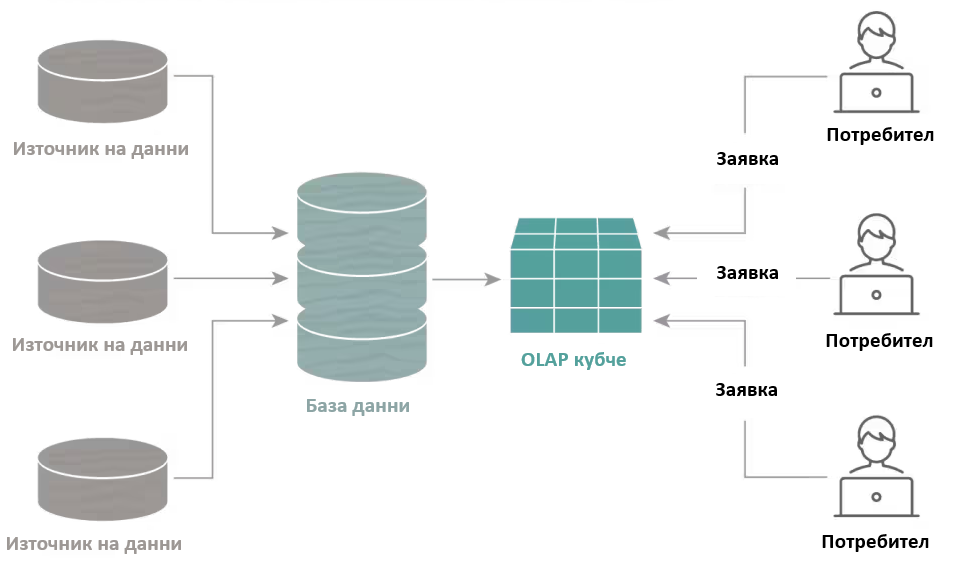 Потребител
Източник на данни
Заявка
Заявка
Потребител
Източник на данни
OLAP кубче
Заявка
База данни
Потребител
Източник на данни